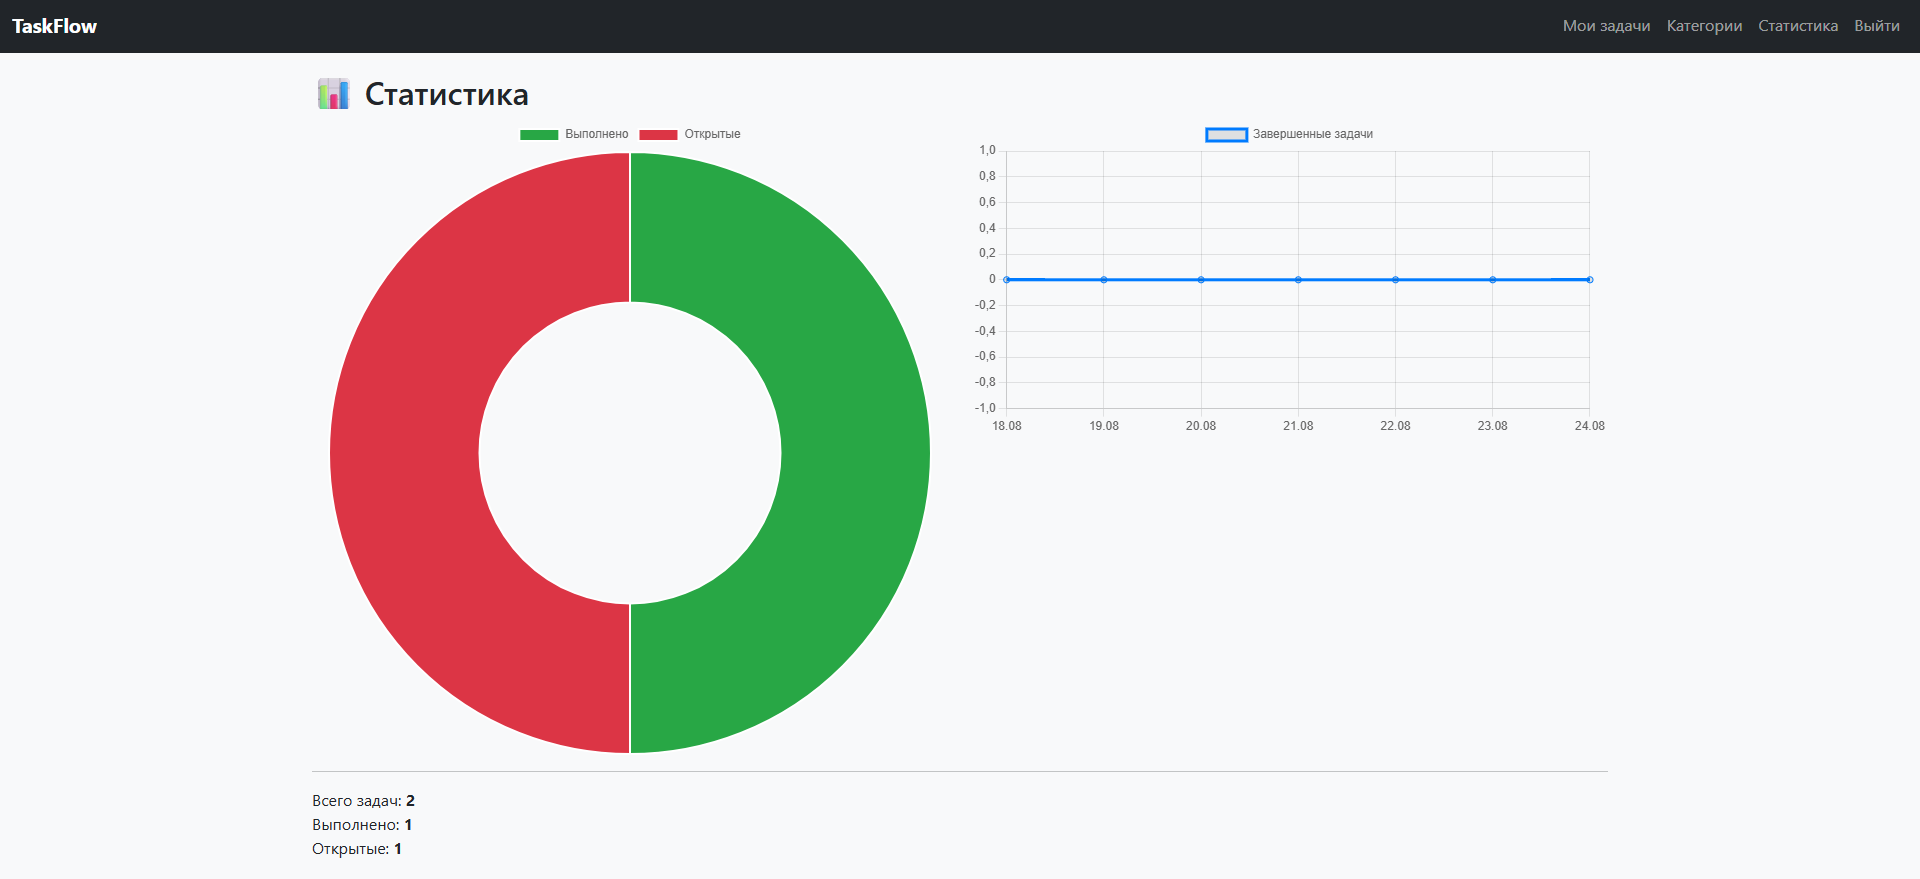 TaskFlow
Мои задачи Категории Статистика Выйти
Статистика
Выполнено Открытые
Завершенные задачи
1,0
0,8
0,6
0,4
0,2
0
-0,2
-0,4
-0,6
-0,8
-1,0
18.08 19.08 20.08 21.08 22.08 23.08 24.08
Всего задач: 2
Выполнено: 1
Открытые: 1